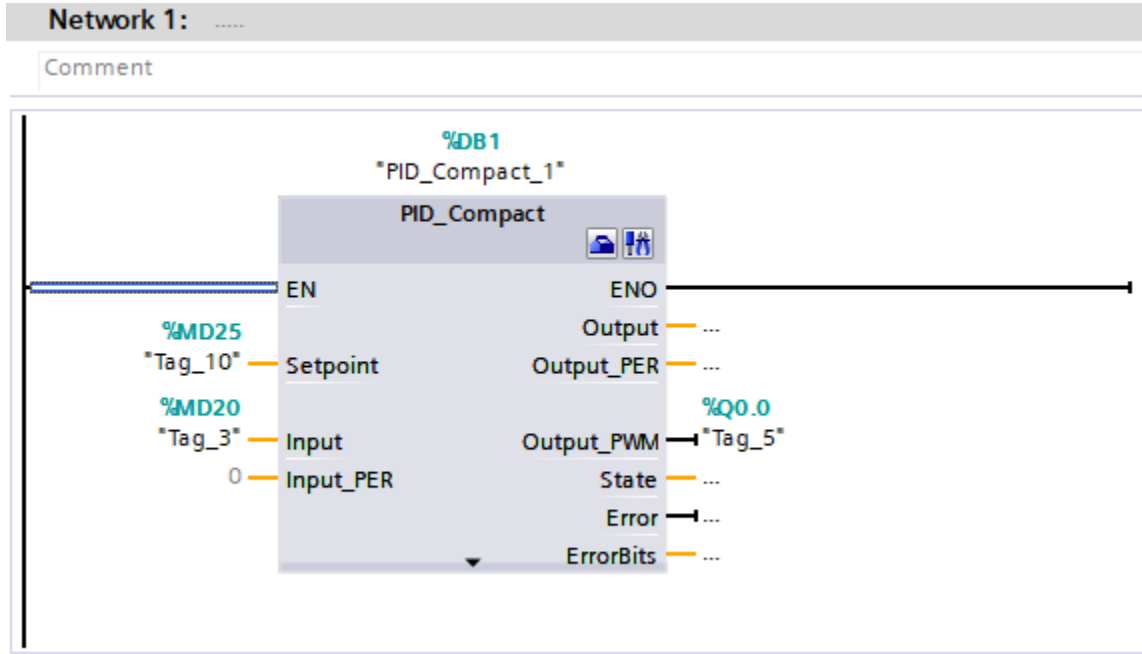 Network 1: .....
Comment
%DB1
"PID_Compact_1"
PID_Compact
EN ENO
Output ...
%MD25
"Tag_10" Setpoint Output_PER ...
%MD20 %Q0.0
"Tag_3" Input Output_PWM "Tag_5"
0 Input_PER State ...
Error ...
ErrorBits ...